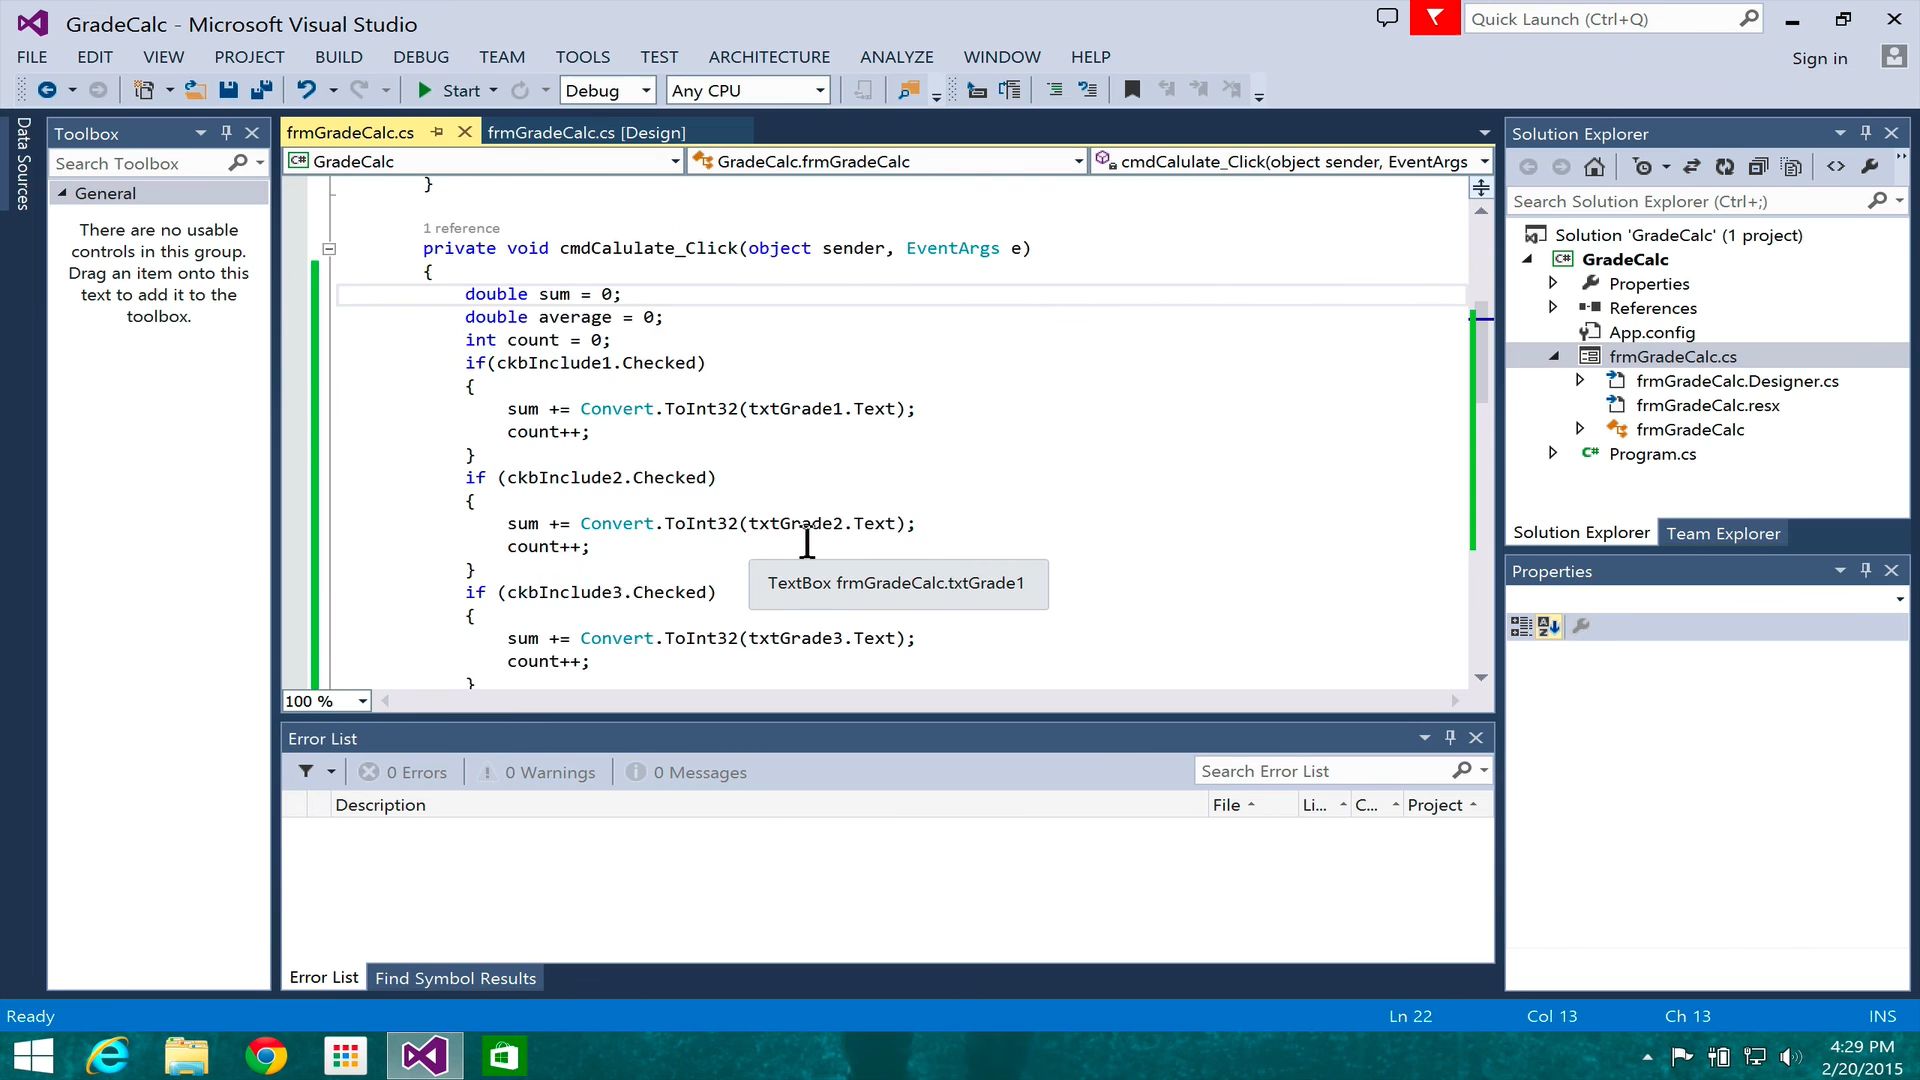 GradeCalc - Microsoft Visual Studio
Quick Launch (Ctrl+Q)
FILE EDIT VIEW PROJECT BUILD DEBUG TEAM TOOLS TEST ARCHITECTURE ANALYZE WINDOW HELP
Sign in
Start Debug Any CPU
Data Sources
Toolbox
Search Toolbox
General
There are no usable
controls in this group.
Drag an item onto this
text to add it to the
toolbox.
frmGradeCalc.cs frmGradeCalc.cs [Design]
C# GradeCalc GradeCalc.frmGradeCalc cmdCalulate_Click(object sender, EventArgs
}
1 reference
private void cmdCalulate_Click(object sender, EventArgs e)
{
double sum = 0;
double average = 0;
int count = 0;
if(ckbInclude1.Checked)
{
sum += Convert.ToInt32(txtGrade1.Text);
count++;
}
if (ckbInclude2.Checked)
{
sum += Convert.ToInt32(txtGrade2.Text);
count++;
}
TextBox frmGradeCalc.txtGrade1
if (ckbInclude3.Checked)
{
sum += Convert.ToInt32(txtGrade3.Text);
count++;
}
100 %
Error List
0 Errors 0 Warnings 0 Messages
Search Error List
Description File Li... C... Project
Error List Find Symbol Results
Solution Explorer
Search Solution Explorer (Ctrl+;)
Solution 'GradeCalc' (1 project)
C# GradeCalc
Properties
References
App.config
frmGradeCalc.cs
frmGradeCalc.Designer.cs
frmGradeCalc.resx
frmGradeCalc
C# Program.cs
Solution Explorer Team Explorer
Properties
Ready Ln 22 Col 13 Ch 13 INS
4:29 PM
2/20/2015